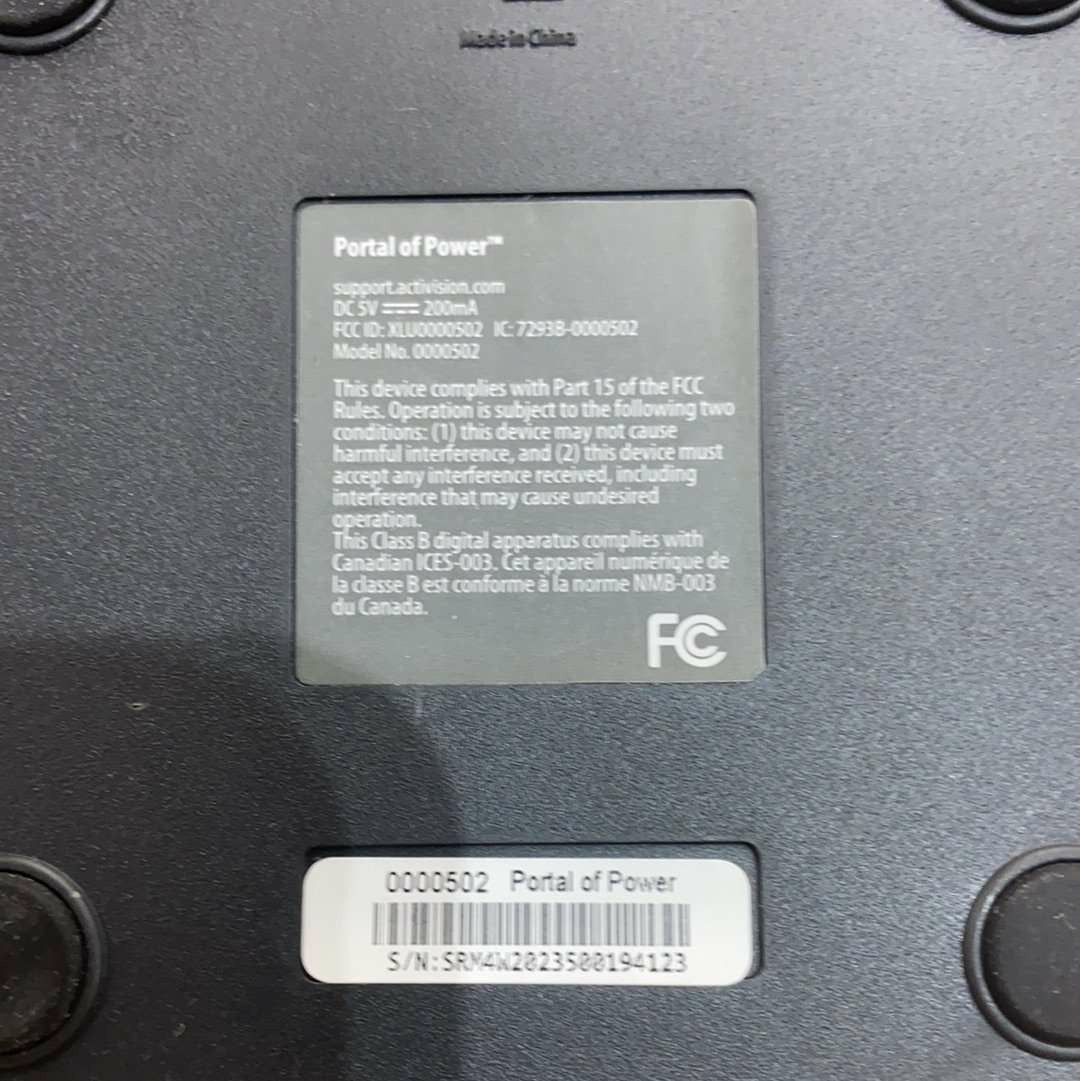 Made in China
Portal of Power™
support.activision.com
DC 5V ⎓ 200mA
FCC ID: XLU0000502 IC: 7293B-0000502
Model No. 0000502
This device complies with Part 15 of the FCC
Rules. Operation is subject to the following two
conditions: (1) this device may not cause
harmful interference, and (2) this device must
accept any interference received, including
interference that may cause undesired
operation.
This Class B digital apparatus complies with
Canadian ICES-003. Cet appareil numérique de
la classe B est conforme à la norme NMB-003
du Canada.
FC
0000502 Portal of Power
S/N:SRM4W2023500194123